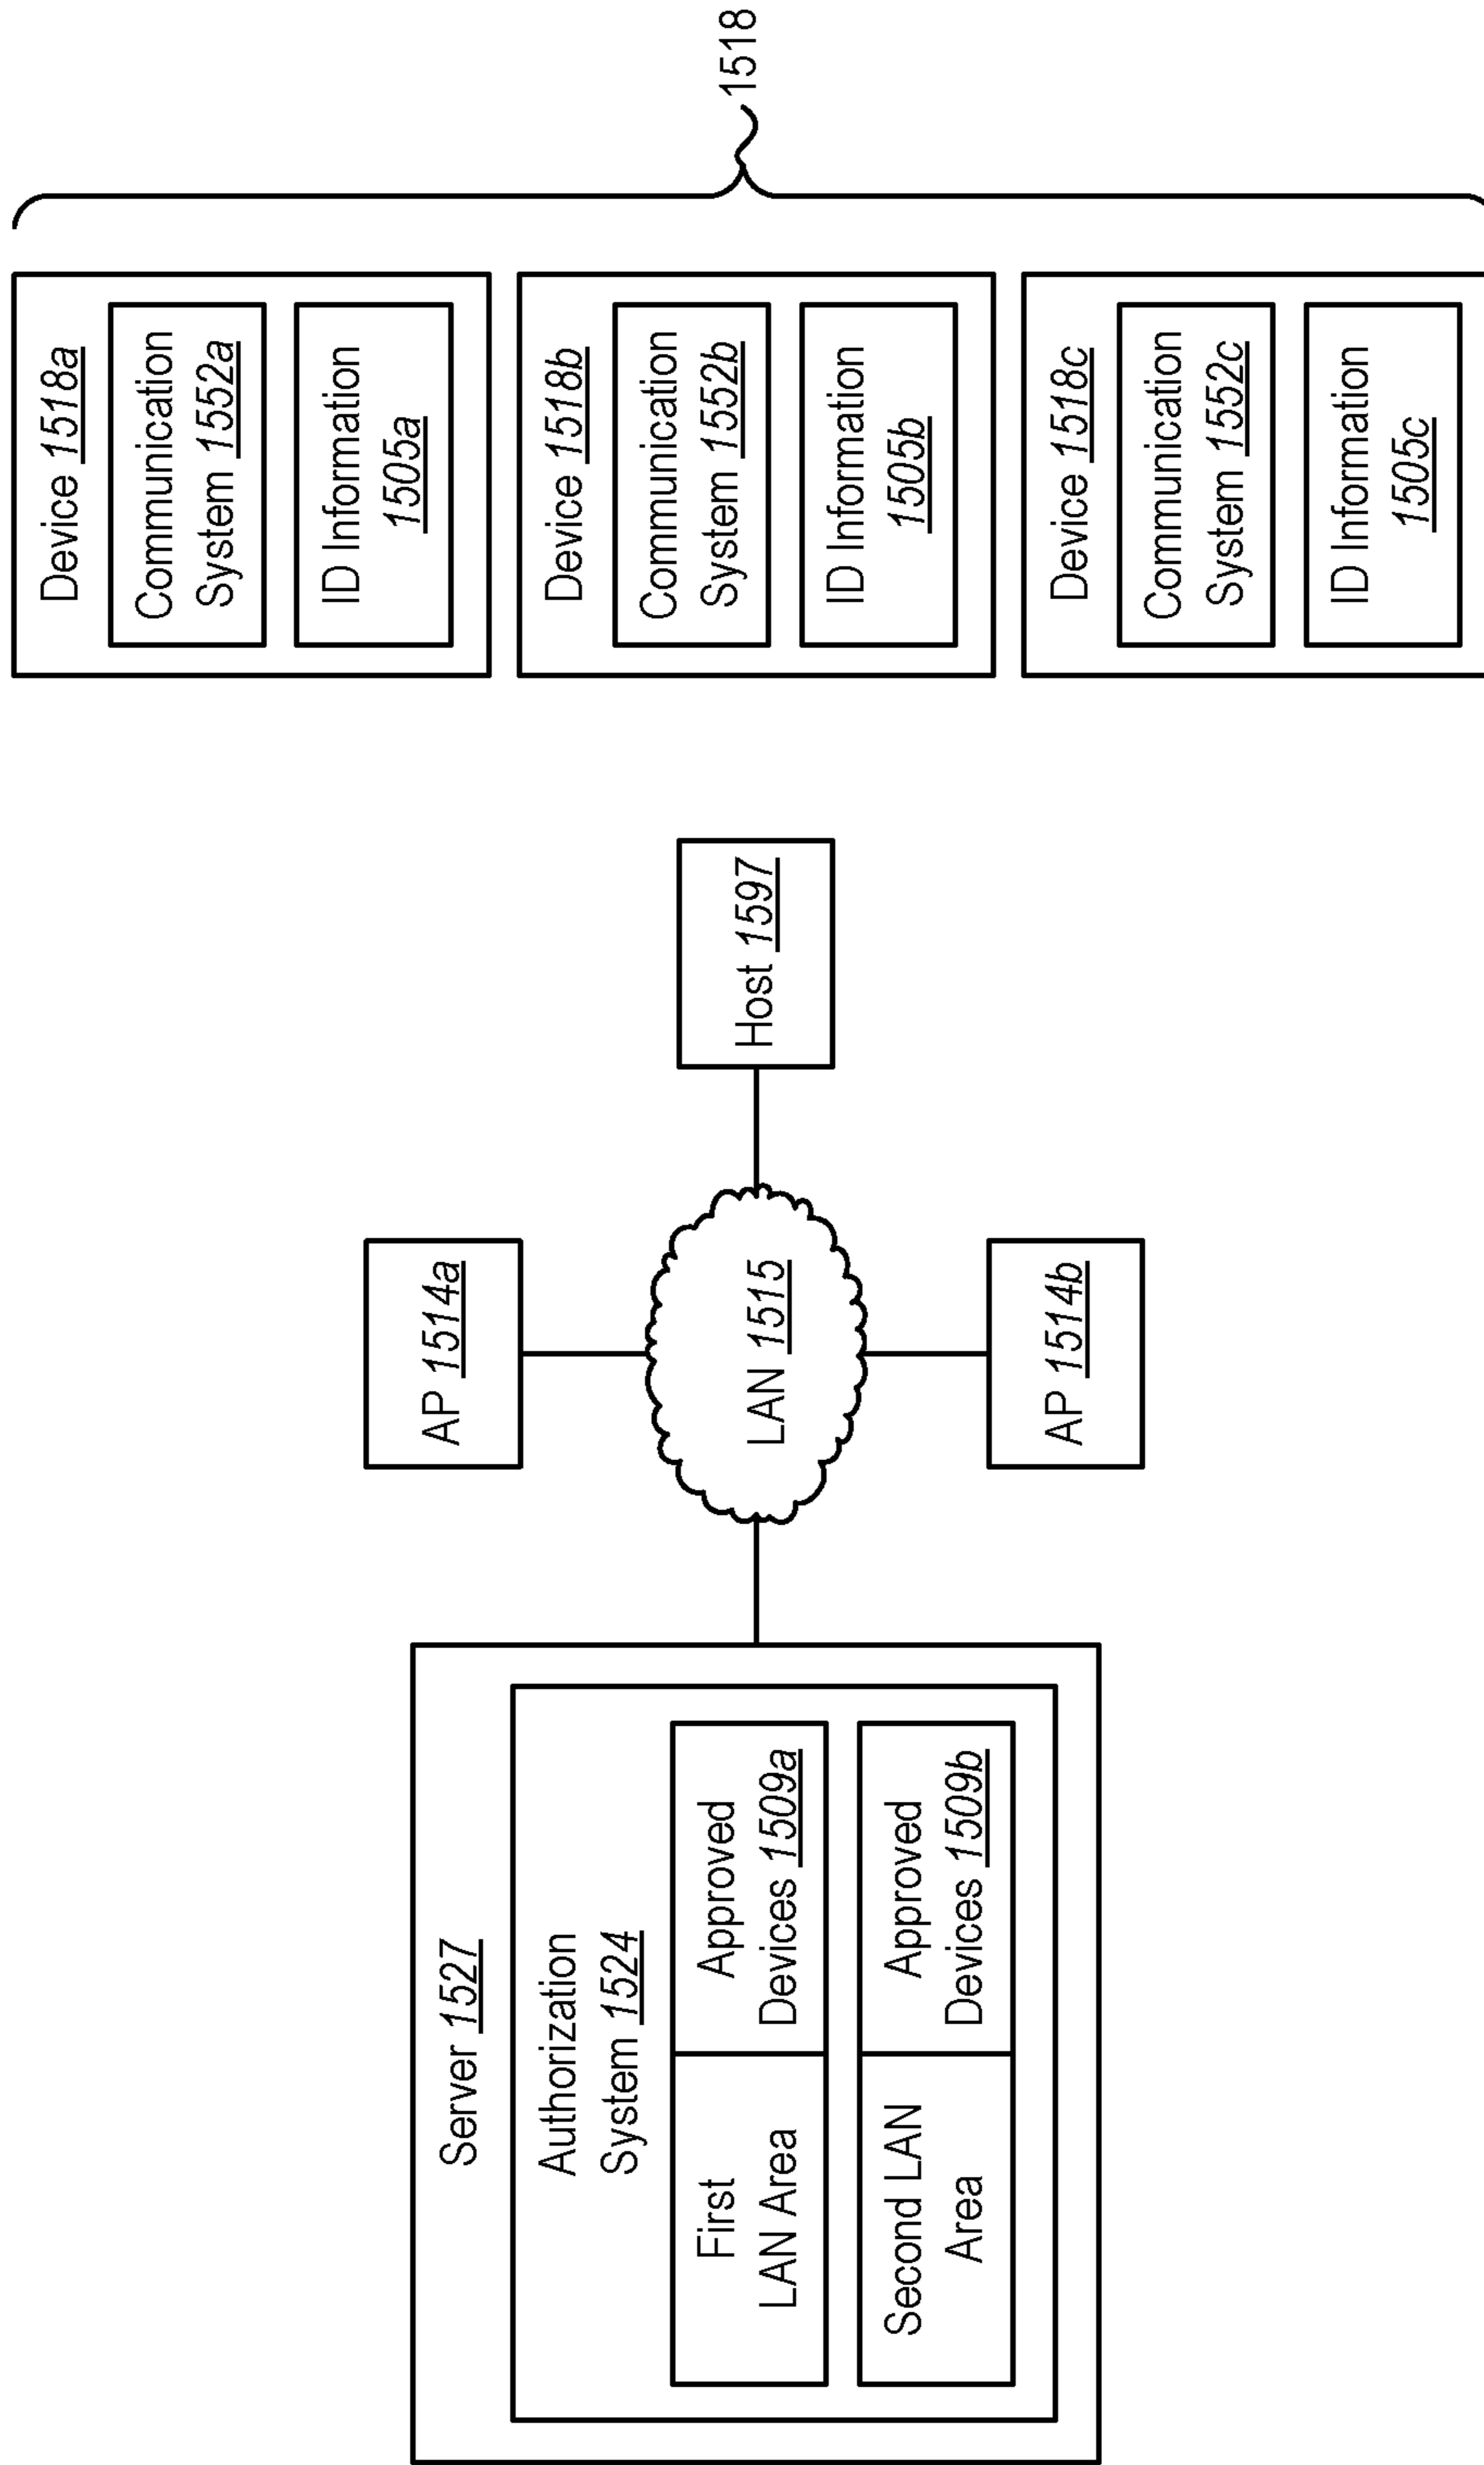 Server 1527
Authorization
System 1524
First
LAN Area
Approved
Devices 1509a
Second LAN
Area
Approved
Devices 1509b
AP 1514a
LAN 1515
AP 1514b
Host 1597
Device 1518a
Communication
System 1552a
ID Information
1505a
Device 1518b
Communication
System 1552b
ID Information
1505b
Device 1518c
Communication
System 1552c
ID Information
1505c
1518